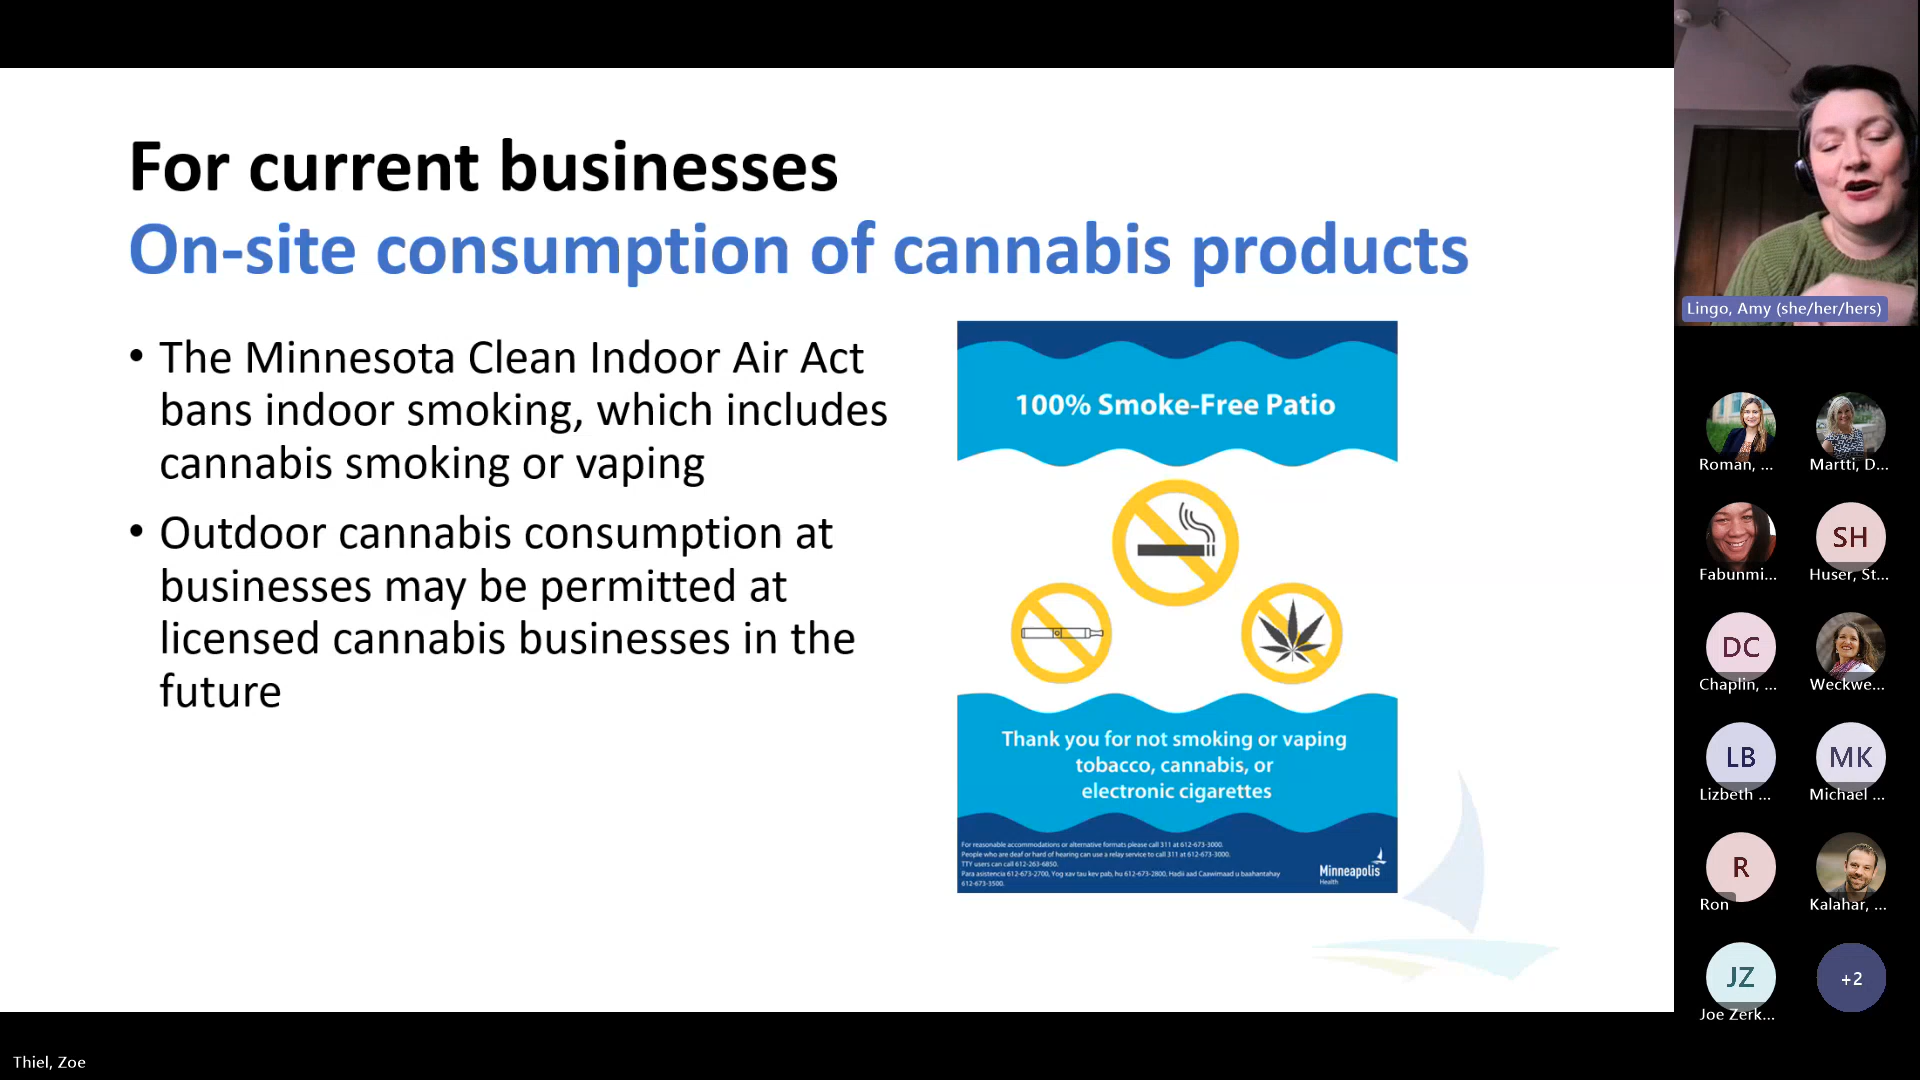 For current businesses
On-site consumption of cannabis products
• The Minnesota Clean Indoor Air Act
bans indoor smoking, which includes
cannabis smoking or vaping
• Outdoor cannabis consumption at
businesses may be permitted at
licensed cannabis businesses in the
future
100% Smoke-Free Patio
Thank you for not smoking or vaping
tobacco, cannabis, or
electronic cigarettes
For reasonable accommodations or alternative formats please call 311 at 612-673-3000.
People who are deaf or hard of hearing can use a relay service to call 311 at 612-673-3000.
TTY users can call 612-263-6850.
Para asistencia 612-673-2700, Yog xav tau kev pab, hu 612-673-2800, Hadii aad Caawimaad u baahantahay
612-673-3500.
Minneapolis
Health
Lingo, Amy (she/her/hers)
Roman, ...
Martti, D...
Fabunmi...
SH
Huser, St...
DC
Chaplin, ...
Weckwe...
LB
Lizbeth ...
MK
Michael ...
R
Ron
Kalahar, ...
JZ
Joe Zerk...
+2
Thiel, Zoe